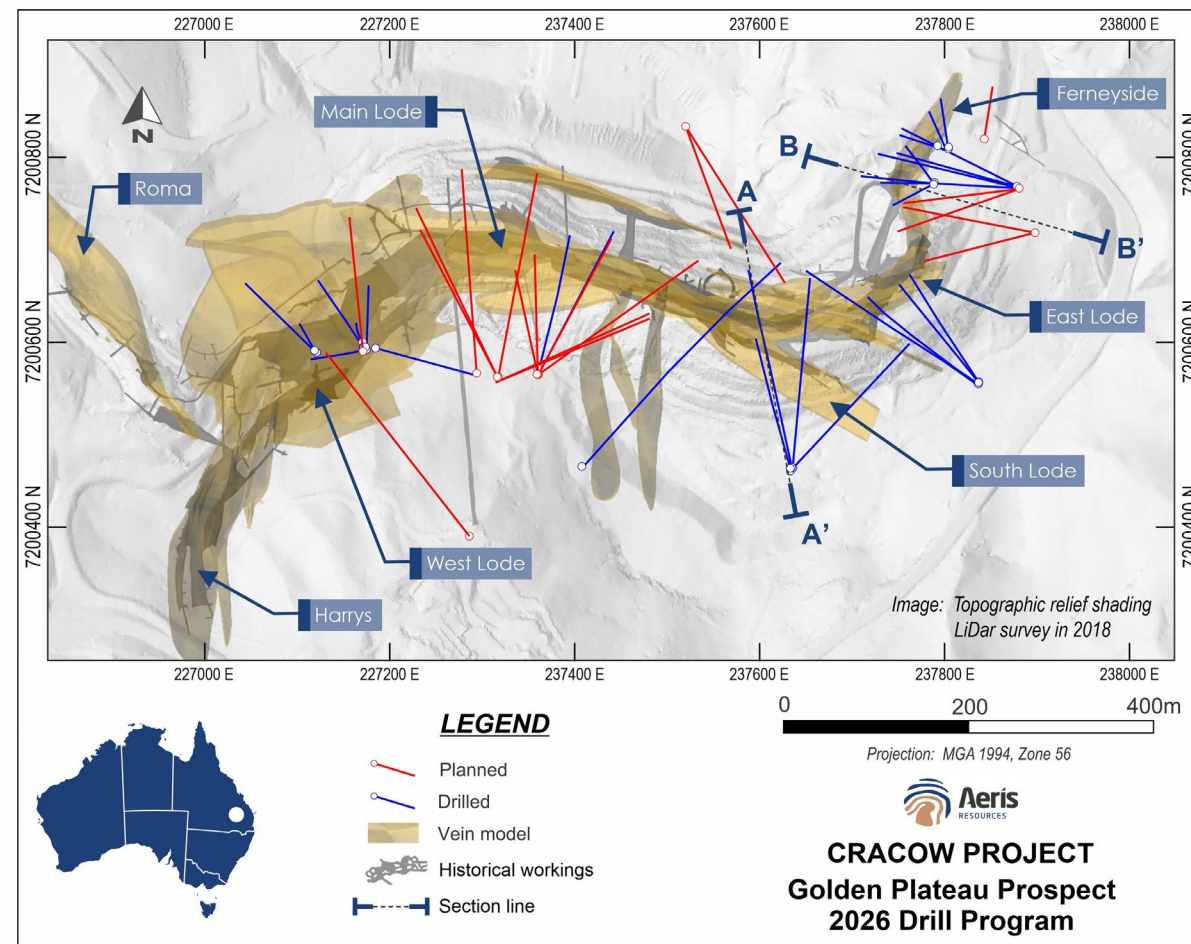 227000 E
227200 E
237400 E
237600 E
237800 E
238000 E
7200800 N
7200600 N
7200400 N
7200800 N
7200600 N
7200400 N
Main Lode
Ferneyside
Roma
N
B
A
B’
East Lode
South Lode
A’
West Lode
Harrys
Image: Topographic relief shading
LiDar survey in 2018
227000 E
227200 E
237400 E
237600 E
237800 E
238000 E
LEGEND
Planned
Drilled
Vein model
Historical workings
Section line
0
200
400m
Projection: MGA 1994, Zone 56
Aeris
RESOURCES
CRACOW PROJECT
Golden Plateau Prospect
2026 Drill Program